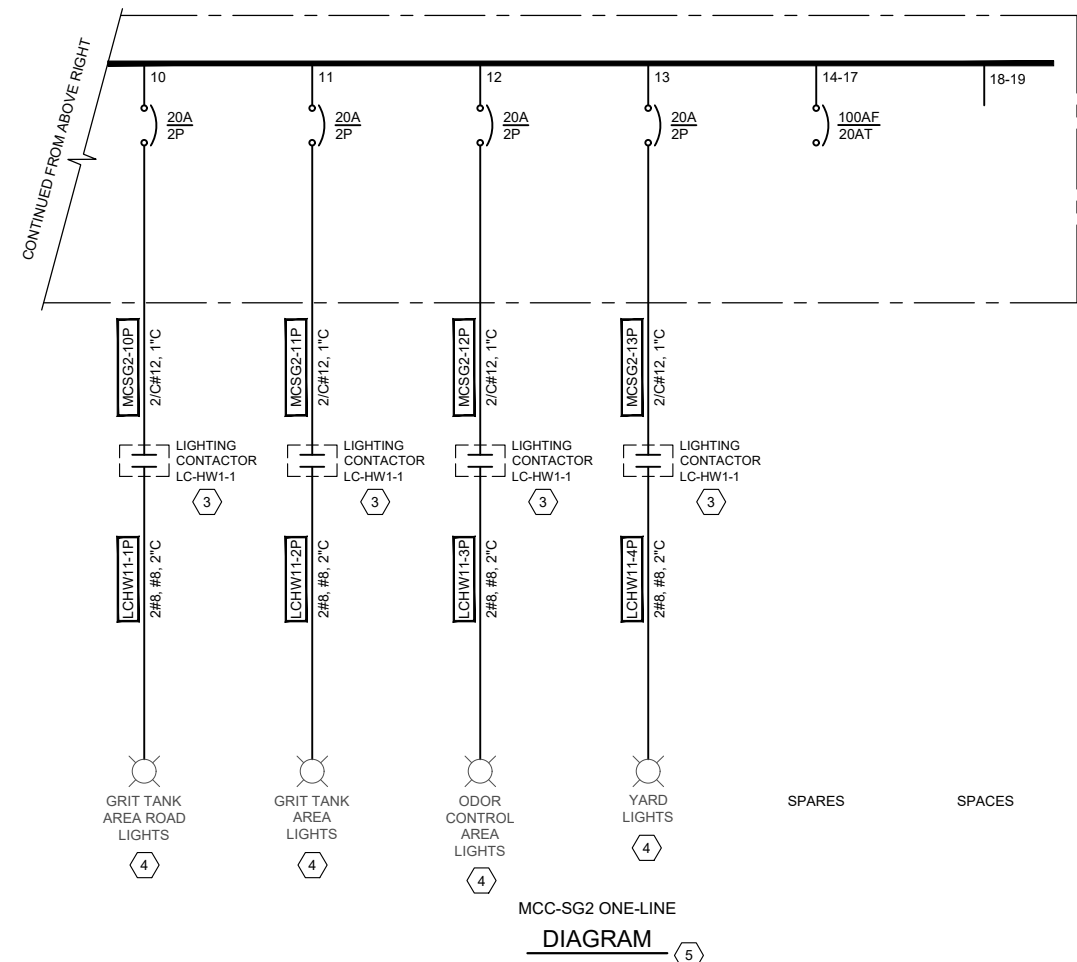 CONTINUED FROM ABOVE RIGHT
10
11
12
13
14-17
18-19
20A
2P
20A
2P
20A
2P
20A
2P
100AF
20AT
MCSG2-10P
2/C#12, 1"C
MCSG2-11P
2/C#12, 1"C
MCSG2-12P
2/C#12, 1"C
MCSG2-13P
2/C#12, 1"C
LIGHTING
CONTACTOR
LC-HW1-1
3
LIGHTING
CONTACTOR
LC-HW1-1
3
LIGHTING
CONTACTOR
LC-HW1-1
3
LIGHTING
CONTACTOR
LC-HW1-1
3
LCHW11-1P
2#8, #8, 2"C
LCHW11-2P
2#8, #8, 2"C
LCHW11-3P
2#8, #8, 2"C
LCHW11-4P
2#8, #8, 2"C
GRIT TANK
AREA ROAD
LIGHTS
4
GRIT TANK
AREA
LIGHTS
4
ODOR
CONTROL
AREA
LIGHTS
4
YARD
LIGHTS
4
SPARES
SPACES
MCC-SG2 ONE-LINE
DIAGRAM
5